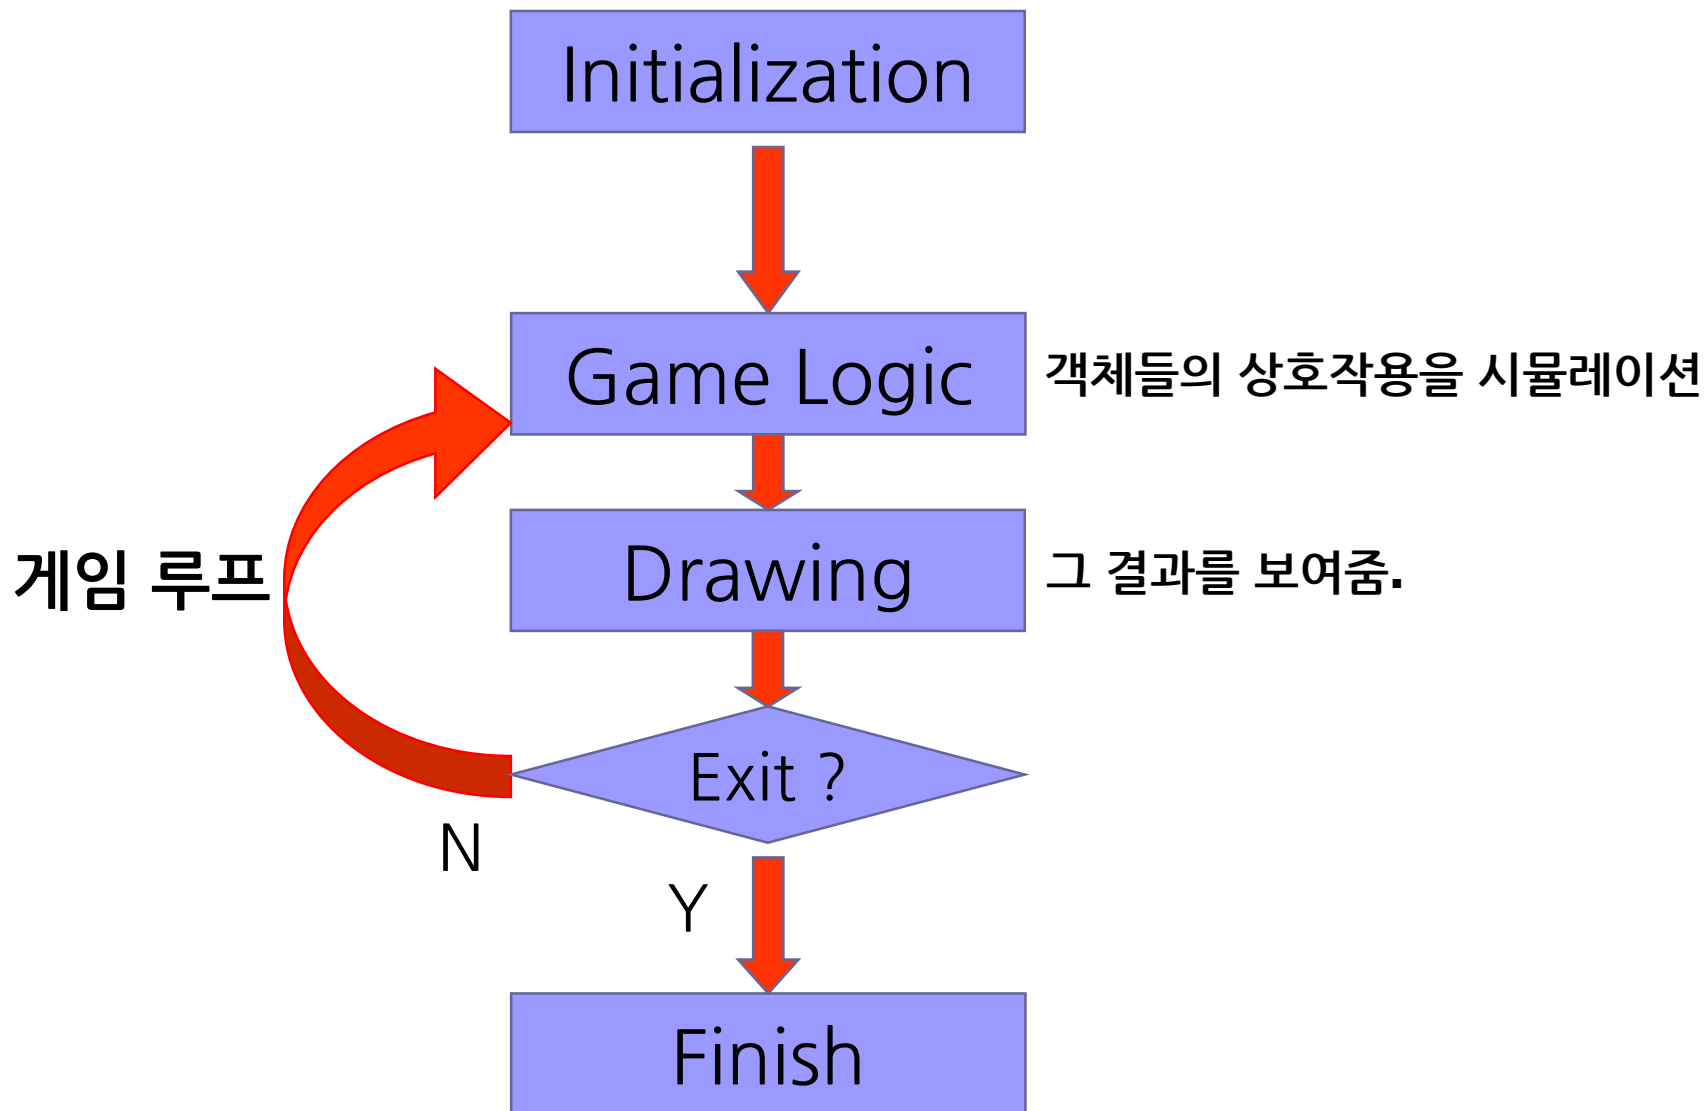 Initialization
Game Logic
객체들의 상호작용을 시뮬레이션
게임 루프
Drawing
그 결과를 보여줌.
Exit ?
N
Y
Finish